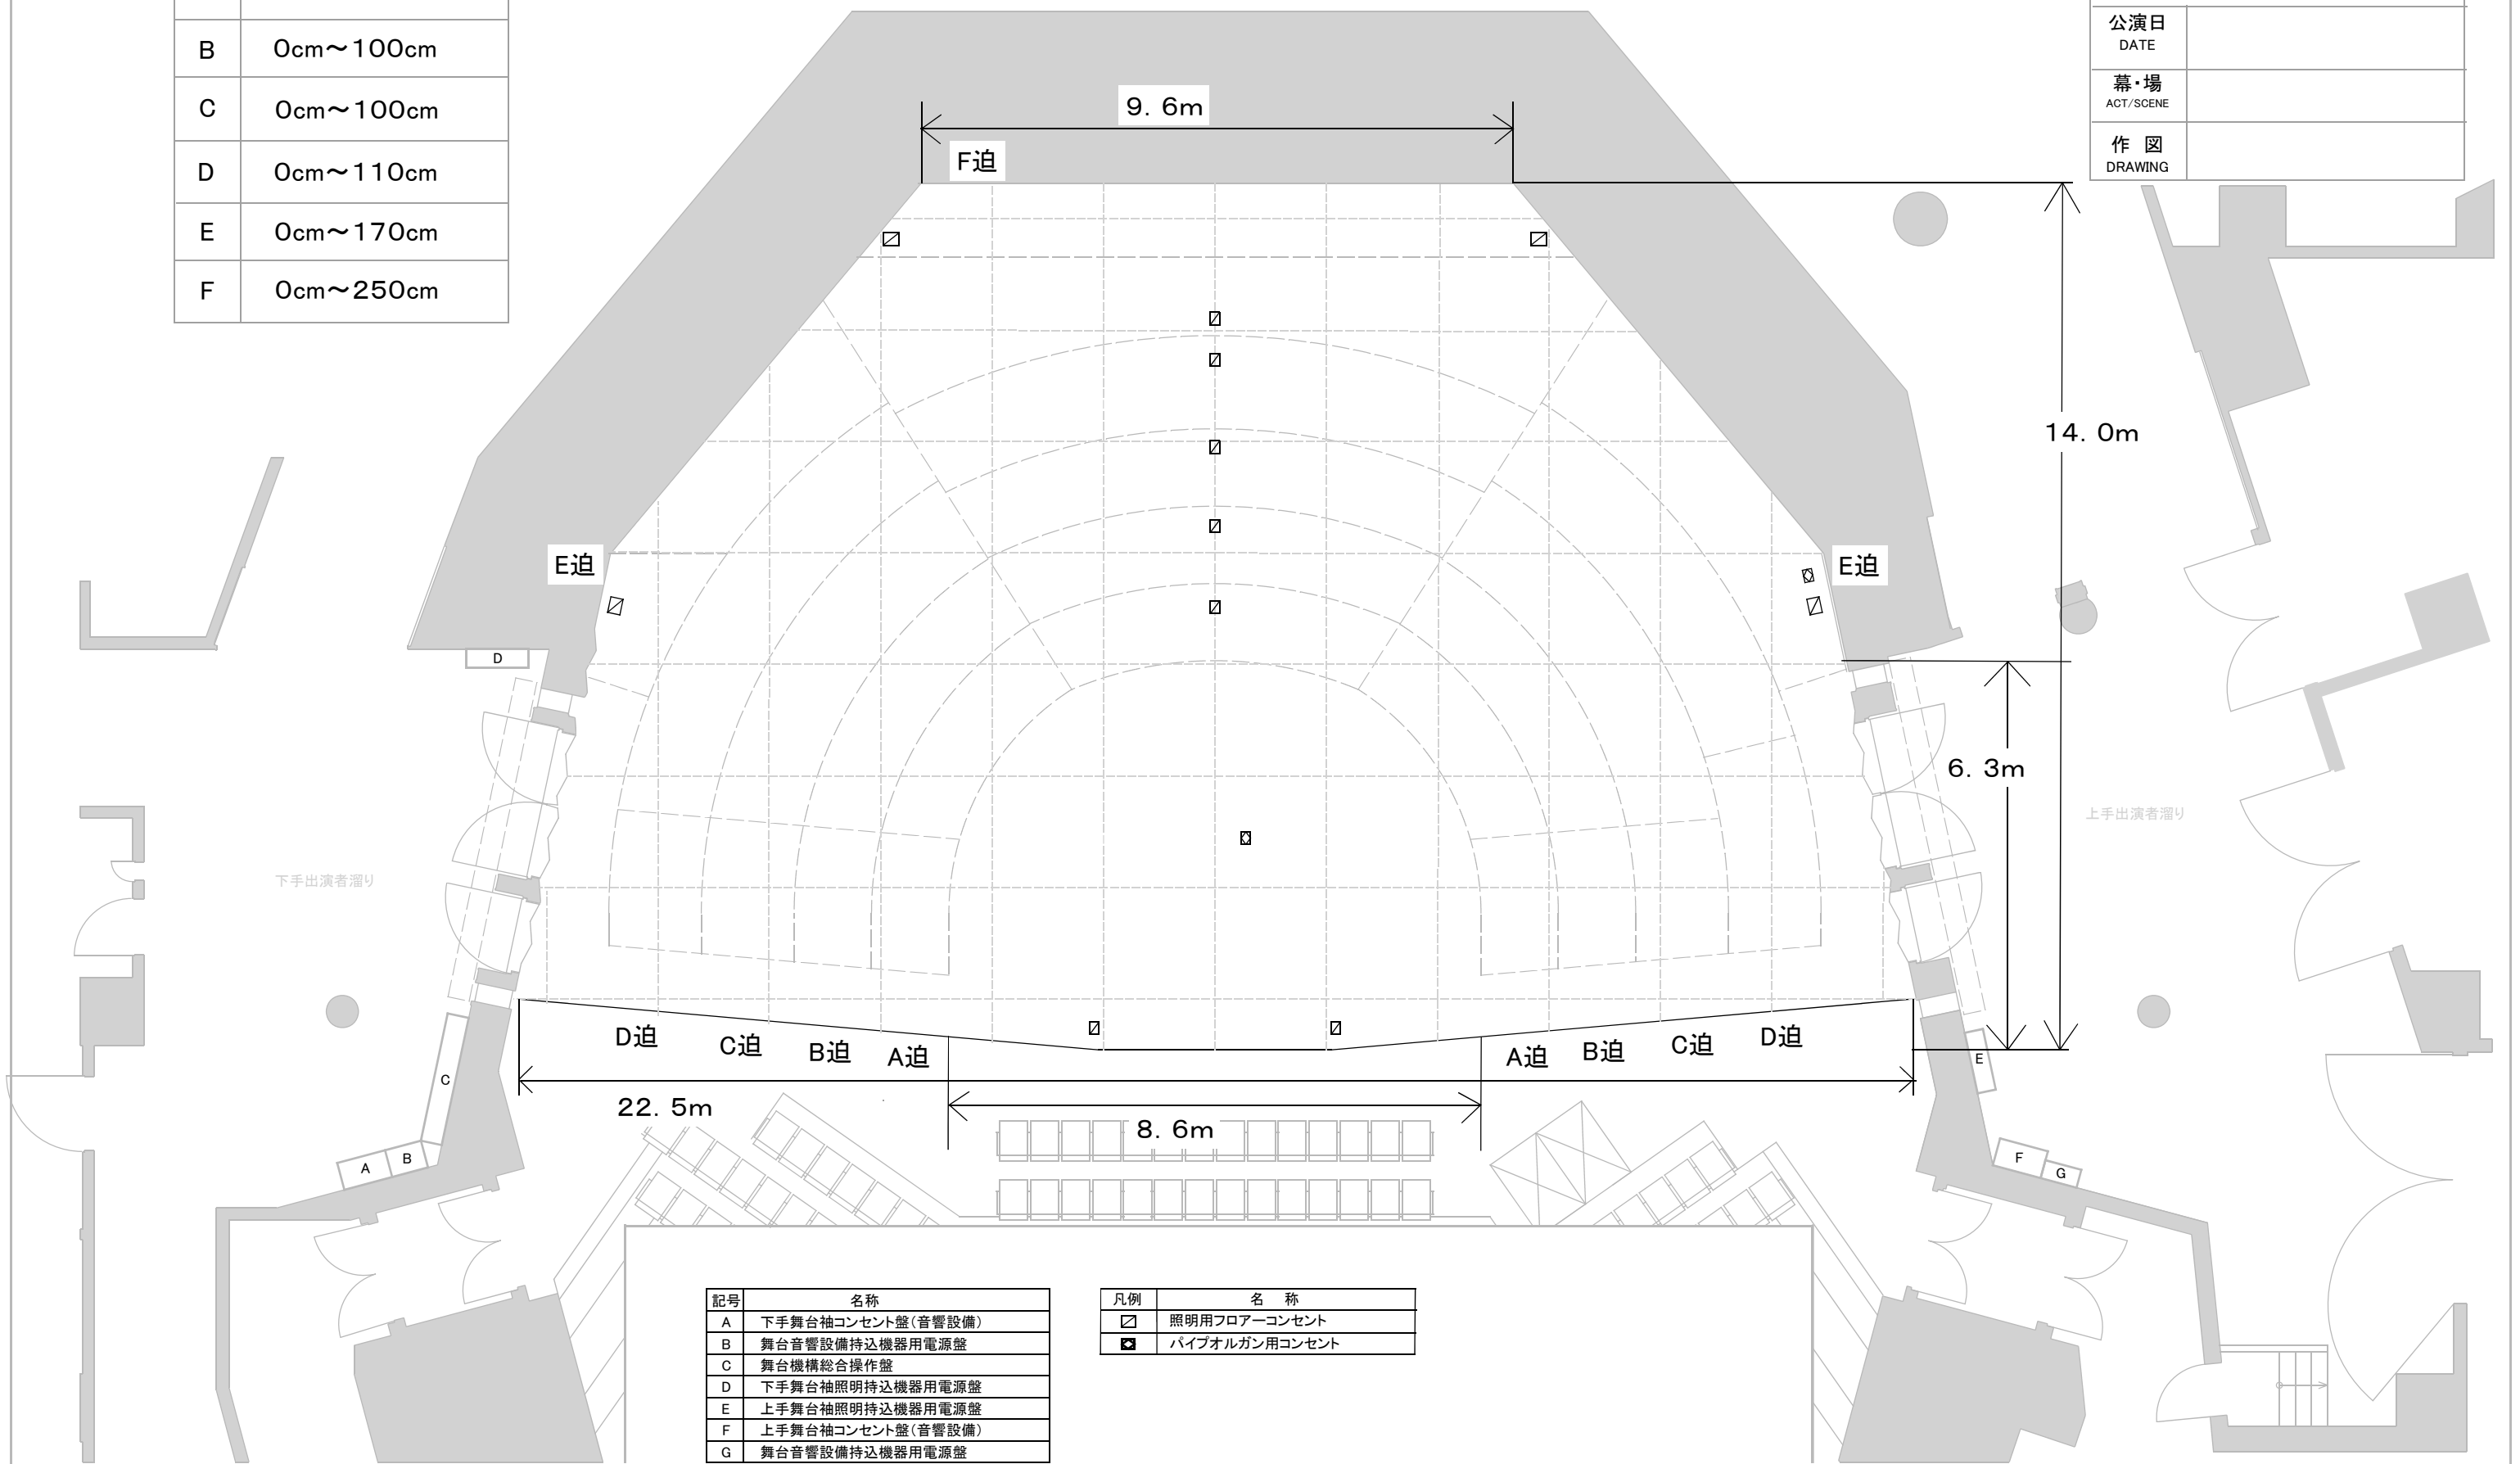 B 0cm～100cm
C 0cm～100cm
D 0cm～110cm
E 0cm～170cm
F 0cm～250cm
公演日
DATE
幕・場
ACT/SCENE
作 図
DRAWING
9．6m
F迫
14．0m
E迫
E迫
D
6．3m
上手出演者溜り
下手出演者溜り
D迫
C迫
B迫
A迫
A迫
B迫
C迫
D迫
E
C
22．5m
8．6m
A
B
F
G
記号 名称
A 下手舞台袖コンセント盤（音響設備）
B 舞台音響設備持込機器用電源盤
C 舞台機構総合操作盤
D 下手舞台袖照明持込機器用電源盤
E 上手舞台袖照明持込機器用電源盤
F 上手舞台袖コンセント盤（音響設備）
G 舞台音響設備持込機器用電源盤
凡例 名 称
照明用フロアーコンセント
パイプオルガン用コンセント